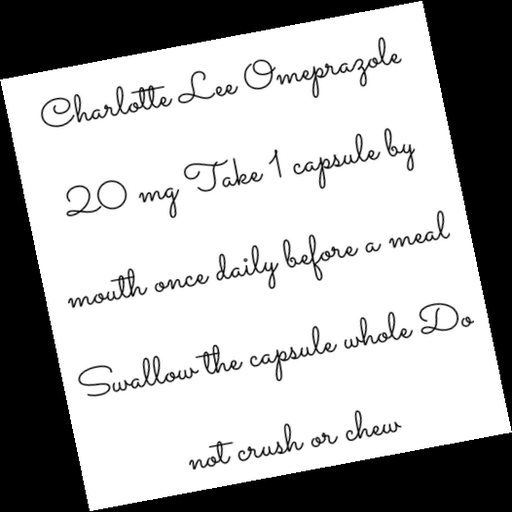 Charlotte Lee Omeprazole
20 mg Take 1 capsule by
mouth once daily before a meal
Swallow the capsule whole Do
not crush or chew